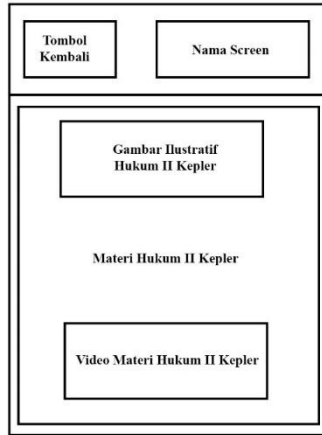 Tombol
Kembali
Nama Screen
Gambar Ilustratif
Hukum II Kepler
Materi Hukum II Kepler
Video Materi Hukum II Kepler